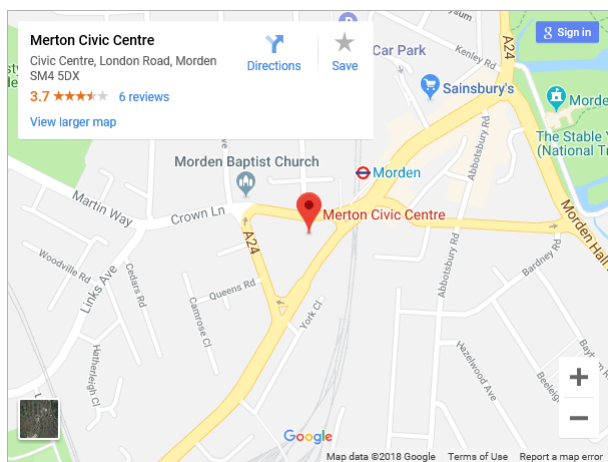 Merton Civic Centre
Civic Centre, London Road, Morden
SM4 5DX
3.7 6 reviews
View larger map
Directions
Save
Sign in
Car Park
Kenley Rd
A24
Sainsbury's
Abbotsbury Rd
Morde
The Stable Y
(National Tr
Morden Baptist Church
Morden
Martin Way
Crown Ln
Merton Civic Centre
A24
Morden Hall
Woodville Rd
Links Ave
Cedars Rd
Queens Rd
Camrose Cl
York Cl
Abbotsbury Rd
Bardney Rd
Hatherleigh Cl
Hazelwood Ave
Beeleig
Google
Map data ©2018 Google Terms of Use Report a map error